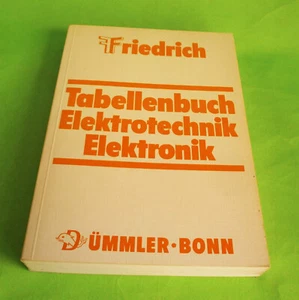 Friedrich
Tabellenbuch
Elektrotechnik
Elektronik
DÜMMLER·BONN